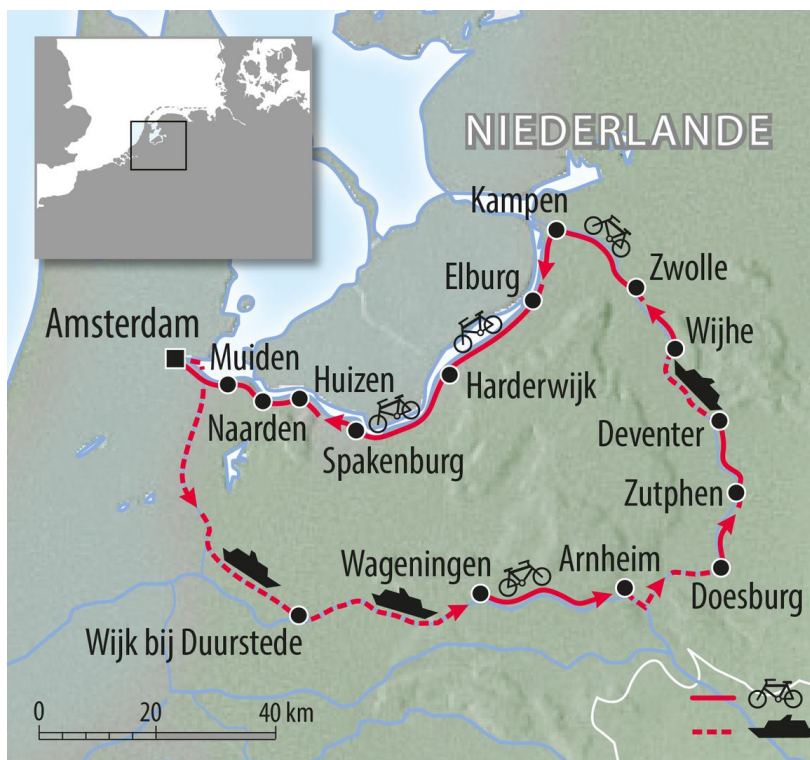 NIEDERLANDE
Kampen
Zwolle
Elburg
Wijhe
Amsterdam
Muiden
Huizen
Harderwijk
Naarden
Deventer
Spakenburg
Zutphen
Wageningen
Arnheim
Doesburg
Wijk bij Duurstede
0 20 40 km